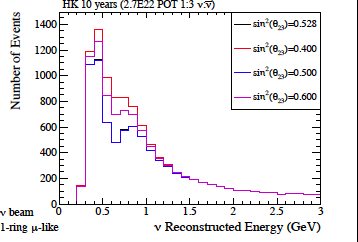 HK 10 years (2.7E22 POT 1:3 ν:ν̅)
Number of Events
1400
1200
1000
800
600
400
200
0
sin²(θ₂₃)=0.528
sin²(θ₂₃)=0.400
sin²(θ₂₃)=0.500
sin²(θ₂₃)=0.600
0 0.5 1 1.5 2 2.5 3
ν beam
1-ring μ-like
ν Reconstructed Energy (GeV)